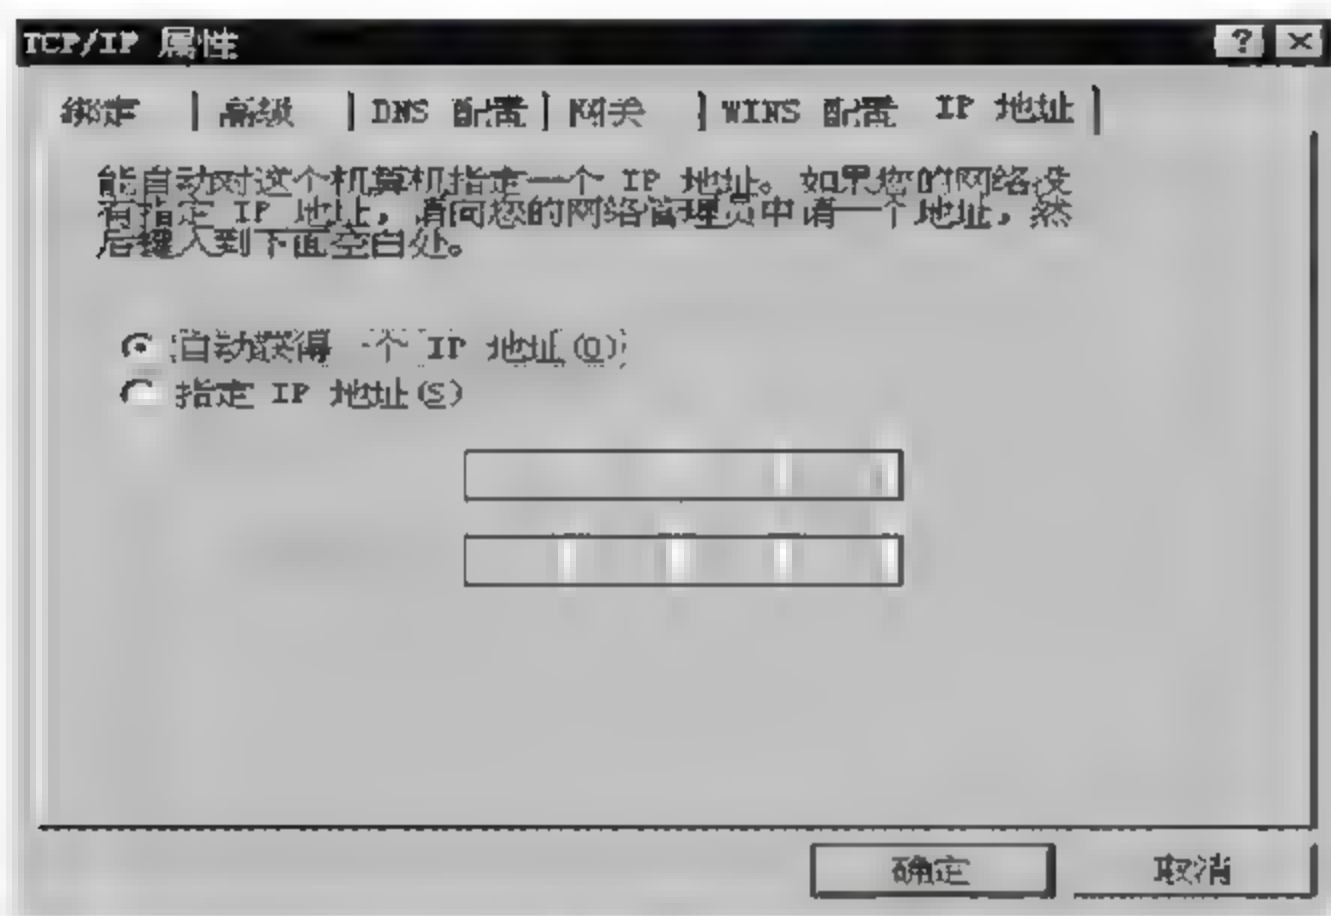 TCP/IP 属性
? ×
绑定 高级 DNS 配置 网关 WINS 配置 IP 地址
能自动对这个机算机指定一个 IP 地址。如果您的网络没
有指定 IP 地址，请向您的网络管理员申请一个地址，然
后键入到下面空白处。
自动获得一个 IP 地址(O)
指定 IP 地址(S)
确定 取消